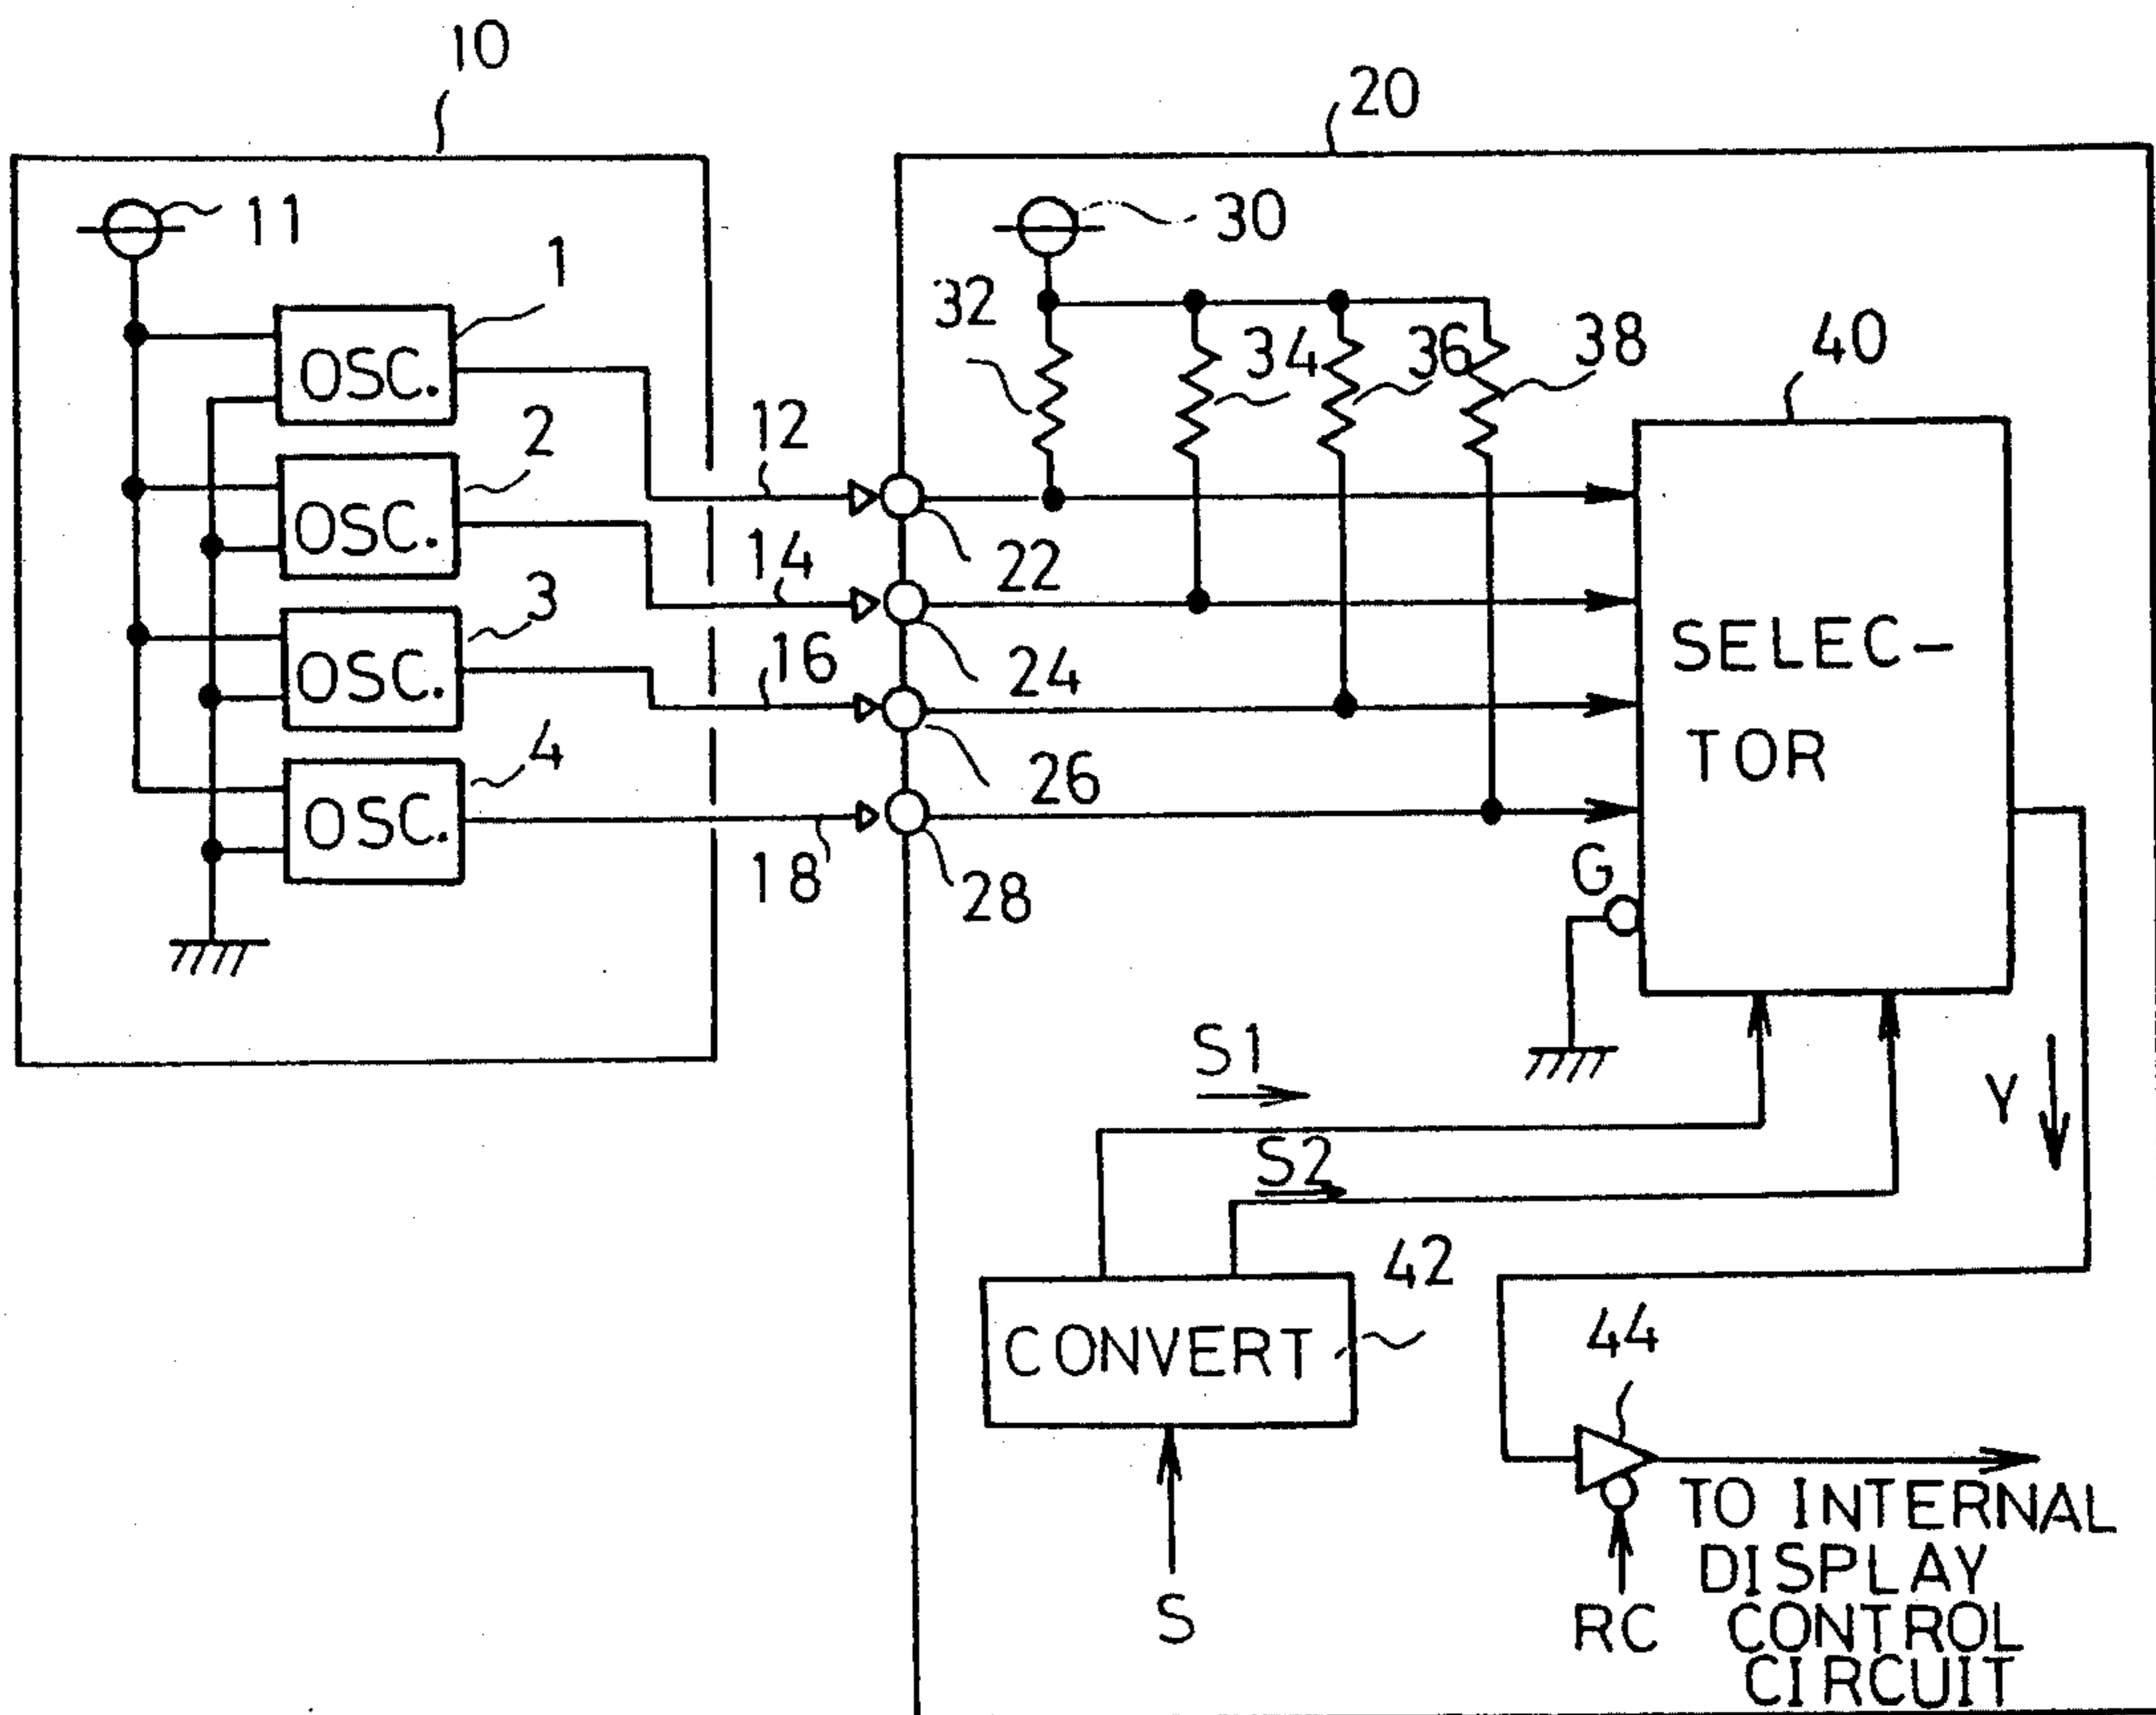 10
20
11
30
1
32
34
36
38
40
OSC.
2
12
OSC.
14
22
3
16
24
SELEC-
TOR
OSC.
4
26
OSC.
18
28
G
S1
Y
S2
42
CONVERT
44
S
RC
TO INTERNAL
DISPLAY
CONTROL
CIRCUIT